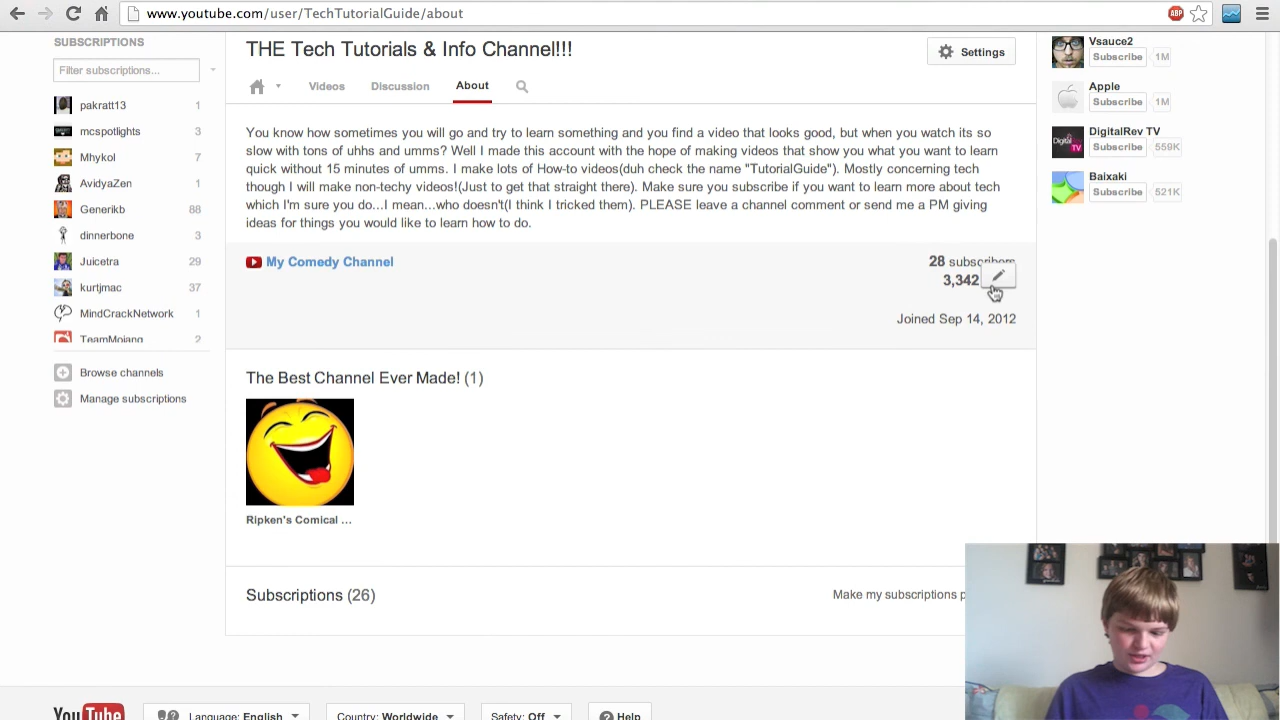 www.youtube.com/user/TechTutorialGuide/about
ABP
SUBSCRIPTIONS
Filter subscriptions...
pakratt13 1
mcspotlights 3
Mhykol 7
AvidyaZen 1
Generikb 88
dinnerbone 3
Juicetra 29
kurtjmac 37
MindCrackNetwork 1
TeamMojang 2
Browse channels
Manage subscriptions
THE Tech Tutorials & Info Channel!!!
Settings
Videos Discussion About
You know how sometimes you will go and try to learn something and you find a video that looks good, but when you watch its so
slow with tons of uhhs and umms? Well I made this account with the hope of making videos that show you what you want to learn
quick without 15 minutes of umms. I make lots of How-to videos(duh check the name "TutorialGuide"). Mostly concerning tech
though I will make non-techy videos!(Just to get that straight there). Make sure you subscribe if you want to learn more about tech
which I'm sure you do...I mean...who doesn't(I think I tricked them). PLEASE leave a channel comment or send me a PM giving
ideas for things you would like to learn how to do.
My Comedy Channel
28 subscribers
3,342
Joined Sep 14, 2012
The Best Channel Ever Made! (1)
Ripken's Comical ...
Subscriptions (26)
Make my subscriptions p
Vsauce2
Subscribe 1M
Apple
Subscribe 1M
DigitalRev TV
Subscribe 559K
Digital
TV
Baixaki
Subscribe 521K
YouTube
Language: English
Country: Worldwide
Safety: Off
Help